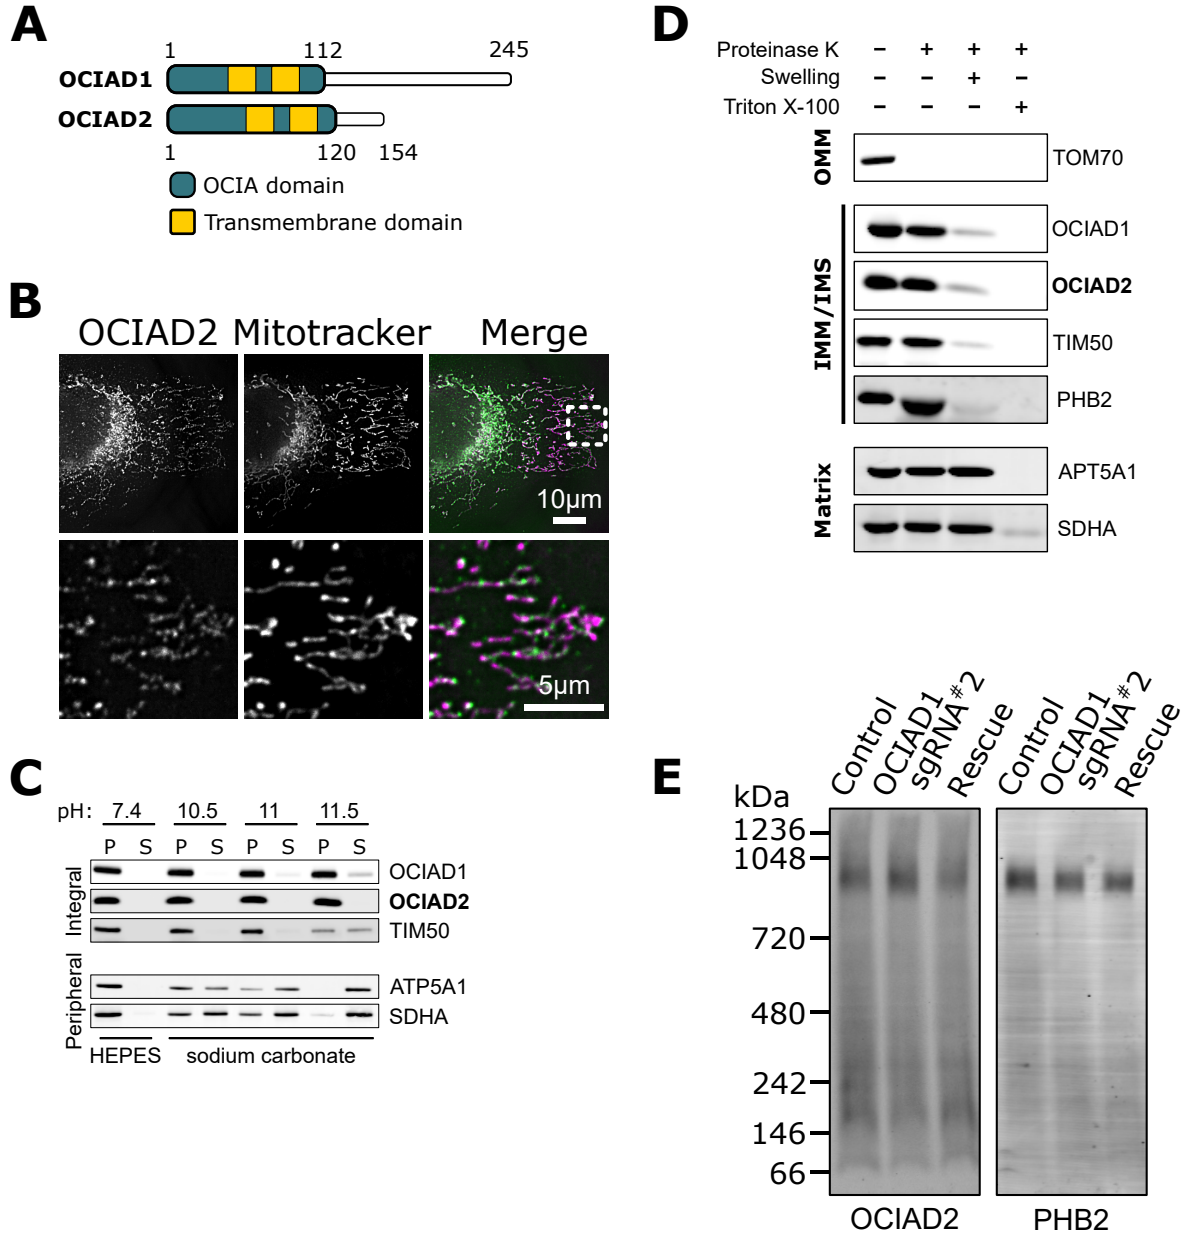 A
1 112 245
OCIAD1
OCIAD2
1 120 154
OCIA domain
Transmembrane domain
B
OCIAD2 Mitotracker Merge
10µm
5µm
C
pH: 7.4 10.5 11 11.5
P S P S P S P S
Integral
OCIAD1
OCIAD2
TIM50
Peripheral
ATP5A1
SDHA
HEPES sodium carbonate
D
Proteinase K – + + +
Swelling – – + –
Triton X-100 – – – +
OMM
TOM70
IMM/IMS
OCIAD1
OCIAD2
TIM50
PHB2
Matrix
APT5A1
SDHA
E
Control
OCIAD1
sgRNA#2
Rescue
Control
OCIAD1
sgRNA#2
Rescue
kDa
1236
1048
720
480
242
146
66
OCIAD2 PHB2